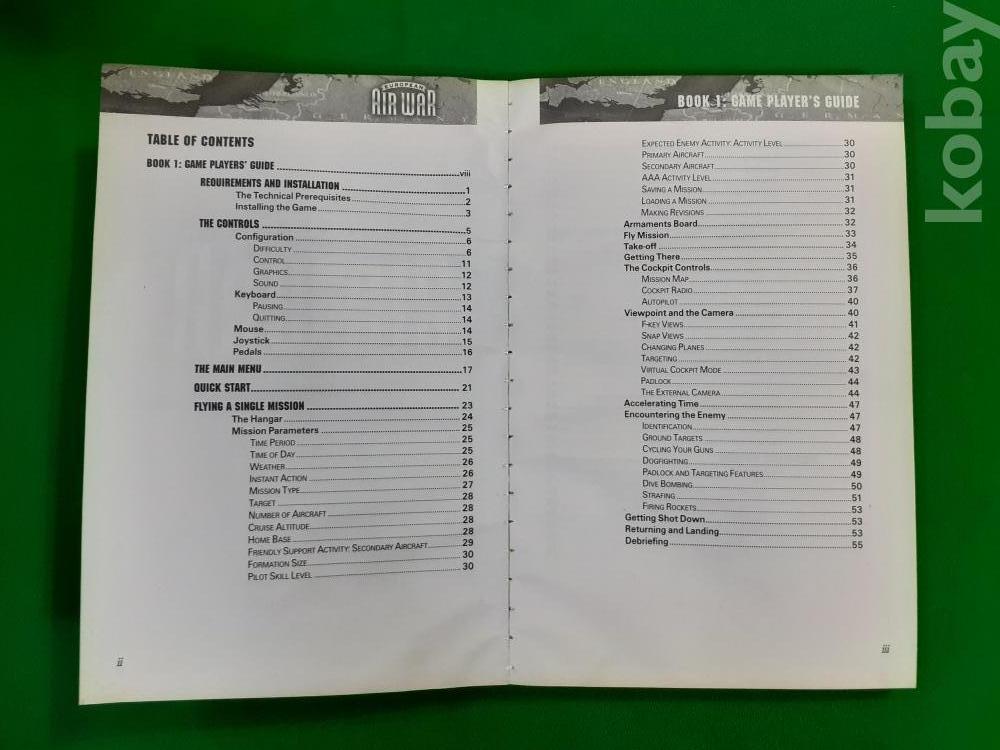 ENGLAND
EUROPEAN
AIR WAR
GERMANY
TABLE OF CONTENTS
BOOK 1: GAME PLAYERS' GUIDE ..... viii
REQUIREMENTS AND INSTALLATION ..... 1
The Technical Prerequisites ..... 2
Installing the Game ..... 3
THE CONTROLS ..... 5
Configuration ..... 6
DIFFICULTY ..... 6
CONTROL ..... 11
GRAPHICS ..... 12
SOUND ..... 12
Keyboard ..... 13
PAUSING ..... 14
QUITTING ..... 14
Mouse ..... 14
Joystick ..... 15
Pedals ..... 16
THE MAIN MENU ..... 17
QUICK START ..... 21
FLYING A SINGLE MISSION ..... 23
The Hangar ..... 24
Mission Parameters ..... 25
TIME PERIOD ..... 25
TIME OF DAY ..... 25
WEATHER ..... 26
INSTANT ACTION ..... 26
MISSION TYPE ..... 27
TARGET ..... 28
NUMBER OF AIRCRAFT ..... 28
CRUISE ALTITUDE ..... 28
HOME BASE ..... 28
FRIENDLY SUPPORT ACTIVITY: SECONDARY AIRCRAFT ..... 29
FORMATION SIZE ..... 30
PILOT SKILL LEVEL ..... 30
ii
ENGLAND
BOOK 1: GAME PLAYER'S GUIDE
EXPECTED ENEMY ACTIVITY: ACTIVITY LEVEL ..... 30
PRIMARY AIRCRAFT ..... 30
SECONDARY AIRCRAFT ..... 30
AAA ACTIVITY LEVEL ..... 31
SAVING A MISSION ..... 31
LOADING A MISSION ..... 31
MAKING REVISIONS ..... 32
Armaments Board ..... 32
Fly Mission ..... 33
Take-off ..... 34
Getting There ..... 35
The Cockpit Controls ..... 36
MISSION MAP ..... 36
COCKPIT RADIO ..... 37
AUTOPILOT ..... 40
Viewpoint and the Camera ..... 40
F-KEY VIEWS ..... 41
SNAP VIEWS ..... 42
CHANGING PLANES ..... 42
TARGETING ..... 42
VIRTUAL COCKPIT MODE ..... 43
PADLOCK ..... 44
THE EXTERNAL CAMERA ..... 44
Accelerating Time ..... 47
Encountering the Enemy ..... 47
IDENTIFICATION ..... 47
GROUND TARGETS ..... 48
CYCLING YOUR GUNS ..... 48
DOGFIGHTING ..... 49
PADLOCK AND TARGETING FEATURES ..... 49
DIVE BOMBING ..... 50
STRAFING ..... 51
FIRING ROCKETS ..... 53
Getting Shot Down ..... 53
Returning and Landing ..... 53
Debriefing ..... 55
iii
kobay